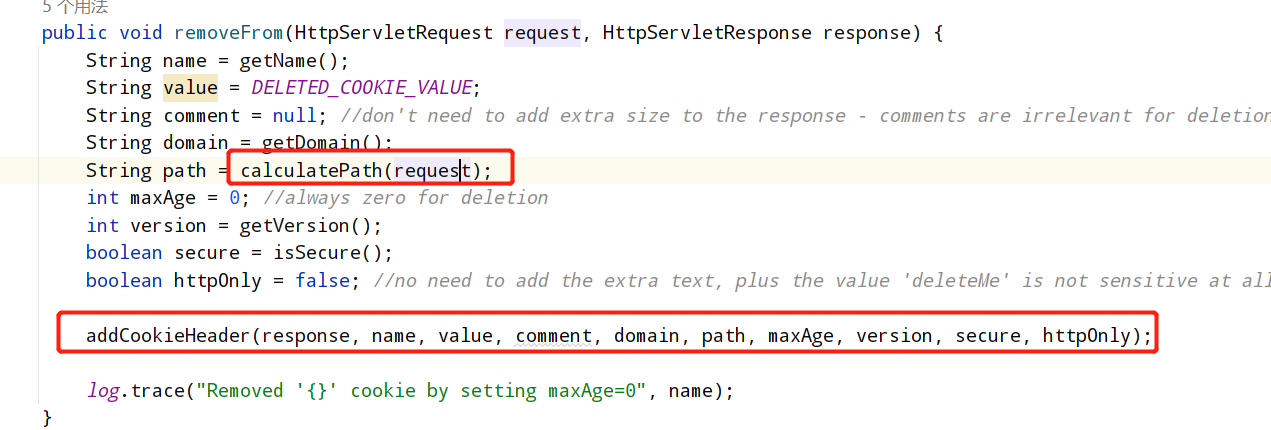 5 个用法
public void removeFrom(HttpServletRequest request, HttpServletResponse response) {
String name = getName();
String value = DELETED_COOKIE_VALUE;
String comment = null; //don't need to add extra size to the response - comments are irrelevant for deletion
String domain = getDomain();
String path = calculatePath(request);
int maxAge = 0; //always zero for deletion
int version = getVersion();
boolean secure = isSecure();
boolean httpOnly = false; //no need to add the extra text, plus the value 'deleteMe' is not sensitive at all
addCookieHeader(response, name, value, comment, domain, path, maxAge, version, secure, httpOnly);
log.trace("Removed '{}' cookie by setting maxAge=0", name);
}